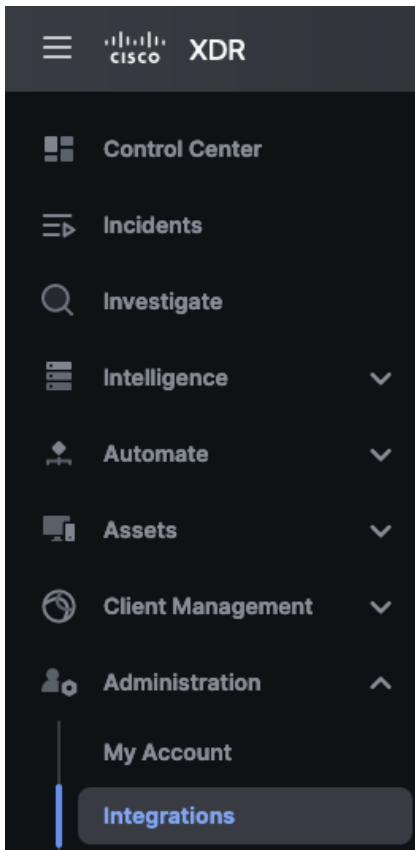 CISCO XDR
Control Center
Incidents
Investigate
Intelligence
Automate
Assets
Client Management
Administration
My Account
Integrations